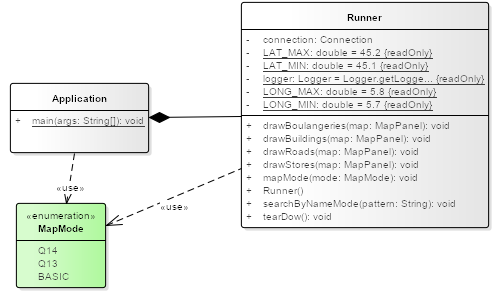 Runner
- connection: Connection
- LAT_MAX: double = 45.2 {readOnly}
- LAT_MIN: double = 45.1 {readOnly}
- logger: Logger = Logger.getLogge... {readOnly}
- LONG_MAX: double = 5.8 {readOnly}
- LONG_MIN: double = 5.7 {readOnly}
+ drawBoulangeries(map: MapPanel): void
+ drawBuildings(map: MapPanel): void
+ drawRoads(map: MapPanel): void
+ drawStores(map: MapPanel): void
+ mapMode(mode: MapMode): void
+ Runner()
+ searchByNameMode(pattern: String): void
+ tearDow(): void
Application
+ main(args: String[]): void
«use»
«use»
«enumeration»
MapMode
Q14
Q13
BASIC